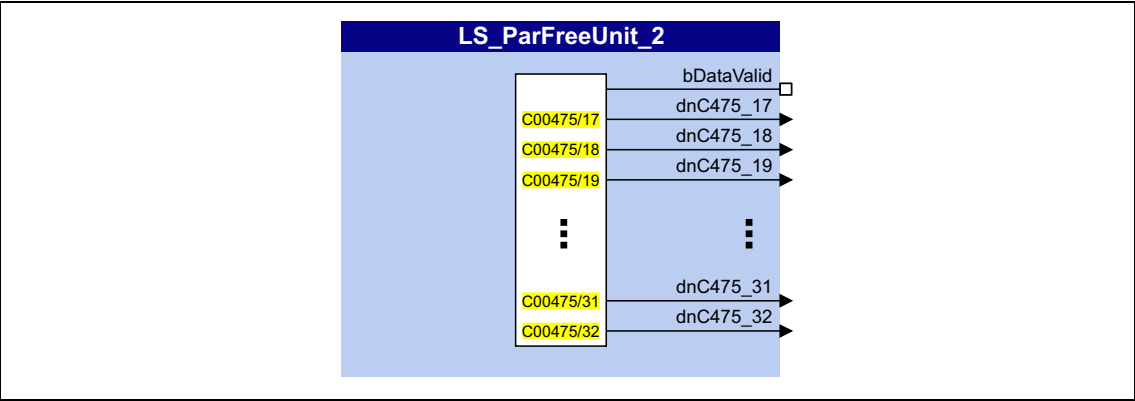 LS_ParFreeUnit_2
bDataValid
C00475/17 dnC475_17
C00475/18 dnC475_18
C00475/19 dnC475_19
C00475/31 dnC475_31
C00475/32 dnC475_32